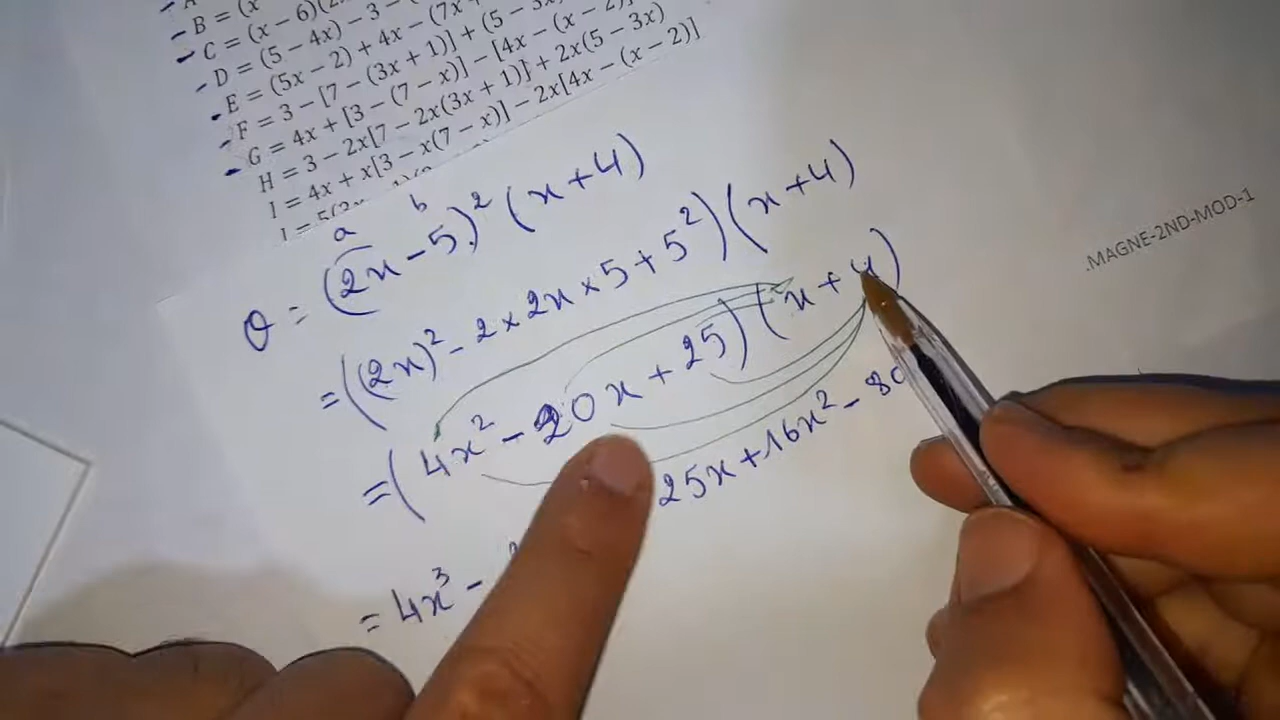 B = (x
C = (x − 6)(2
D = (5 − 4x) − 3 −
E = (5x − 2) + 4x − (7x
F = 3 − [7 − (3x + 1)] + (5 − 3x
G = 4x + [3 − (7 − x)] − [4x − (x − 2)]
H = 3 − 2x[7 − 2x(3x + 1)] + 2x(5 − 3x)
I = 4x + x[3 − x(7 − x)] − 2x[4x − (x − 2)]
a b
O = (2x − 5)² (x + 4)
= ((2x)² − 2 × 2x × 5 + 5²)(x + 4)
= (4x² − 20x + 25)(x + 4)
= 4x³ − 25x + 16x² − 80
.MAGNE-2ND-MOD-1